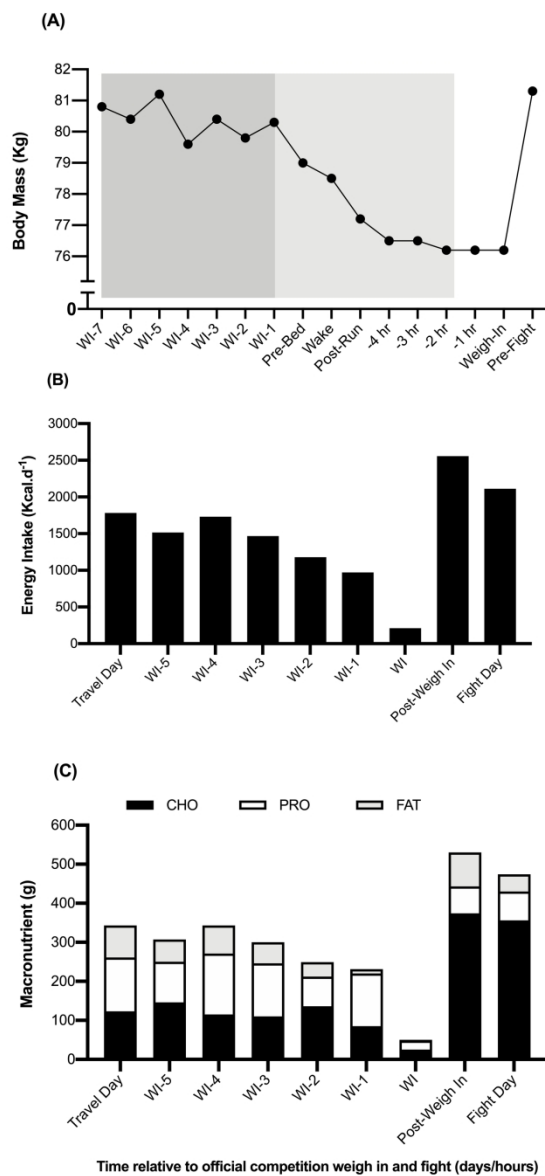 (A)
Body Mass (Kg)
82
81
80
79
77
76
0
WI-7
WI-6
WI-5
WI-4
WI-3
WI-2
WI-1
Pre-Bed
Wake
Post-Run
-4 hr
-3 hr
-2 hr
-1 hr
Weigh-In
Pre-Fight
(B)
Energy Intake (Kcal.d-1)
3000
2500
2000
1500
1000
500
0
Travel Day
WI-5
WI-4
WI-3
WI-2
WI-1
WI
Post-Weigh In
Fight Day
(C)
CHO PRO FAT
Macronutrient (g)
600
500
400
300
200
100
0
Travel Day
WI-5
WI-4
WI-3
WI-2
WI-1
WI
Post-Weigh In
Fight Day
Time relative to official competition weigh in and fight (days/hours)